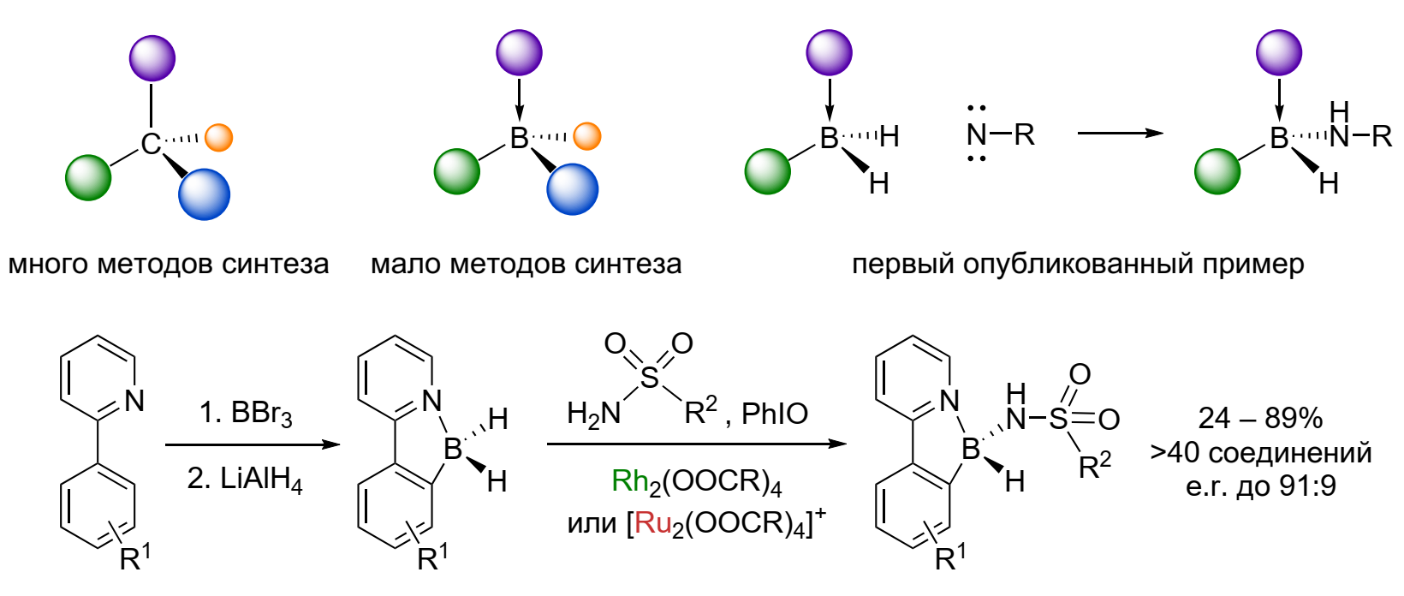 C B B H H N–R B H N–R H
много методов синтеза мало методов синтеза первый опубликованный пример
N R¹
1. BBr₃
2. LiAlH₄
N B H H R¹
O O S H₂N R² , PhIO
Rh₂(OOCR)₄
или [Ru₂(OOCR)₄]⁺
N B H N S O O R² H R¹
24 – 89%
>40 соединений
e.r. до 91:9